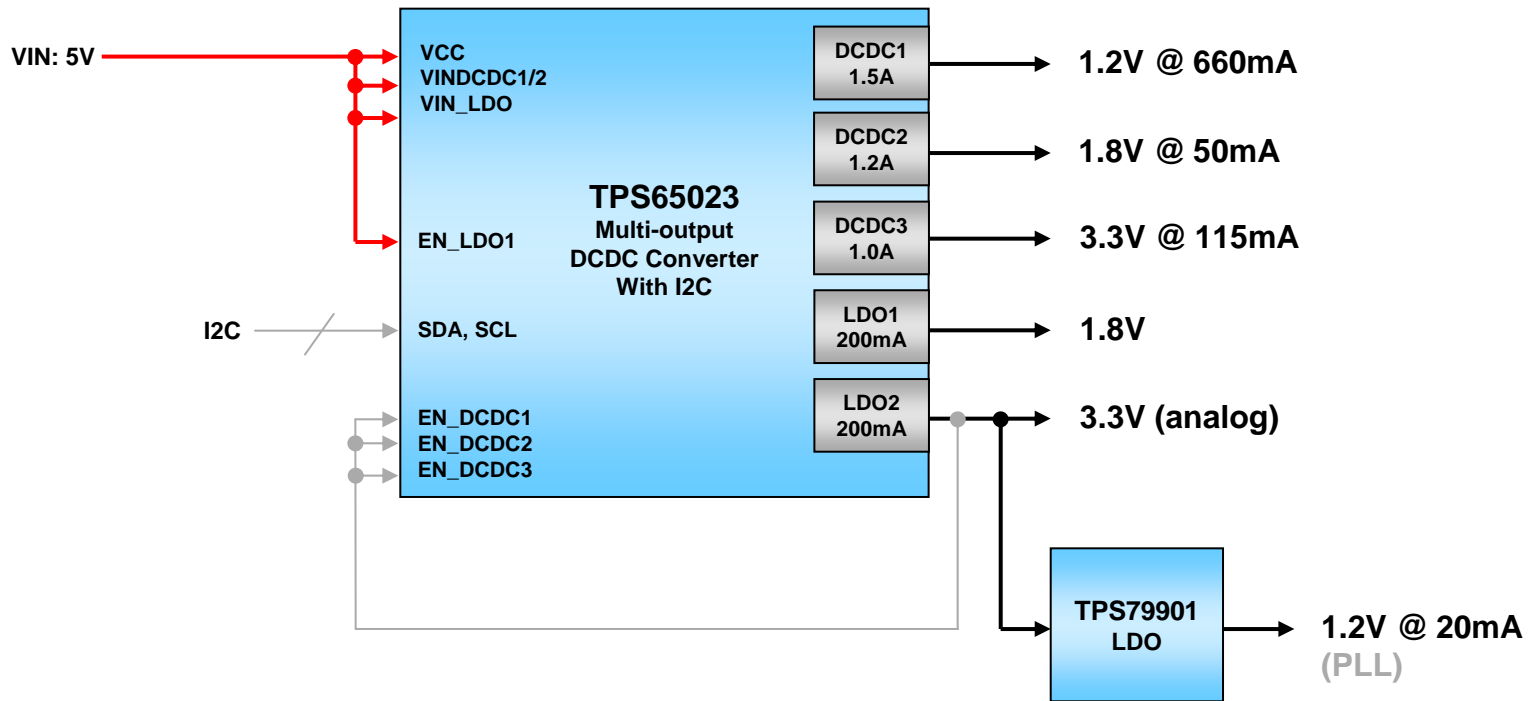 VIN: 5V
VCC
VINDCDC1/2
VIN_LDO
EN_LDO1
I2C
SDA, SCL
EN_DCDC1
EN_DCDC2
EN_DCDC3
TPS65023
Multi-output
DCDC Converter
With I2C
DCDC1
1.5A
1.2V @ 660mA
DCDC2
1.2A
1.8V @ 50mA
DCDC3
1.0A
3.3V @ 115mA
LDO1
200mA
1.8V
LDO2
200mA
3.3V (analog)
TPS79901
LDO
1.2V @ 20mA
(PLL)